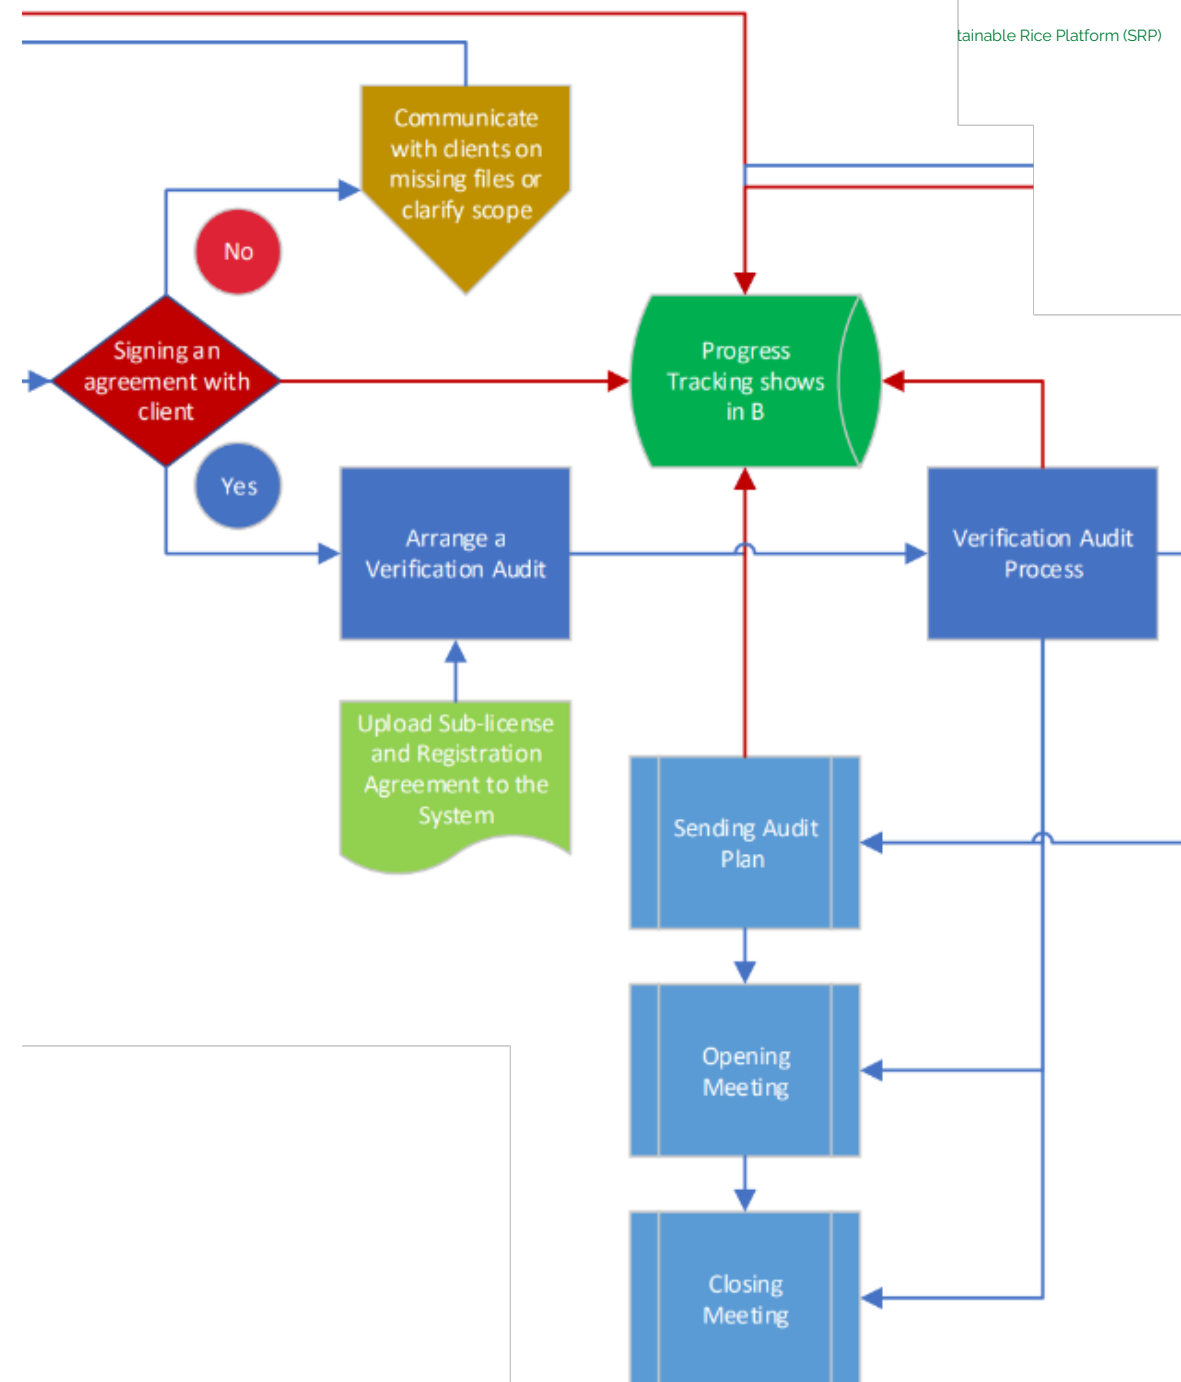 tainable Rice Platform (SRP)
Communicate
with clients on
missing files or
clarify scope
No
Signing an
agreement with
client
Progress
Tracking shows
in B
Yes
Arrange a
Verification Audit
Verification Audit
Process
Upload Sub-license
and Registration
Agreement to the
System
Sending Audit
Plan
Opening
Meeting
Closing
Meeting